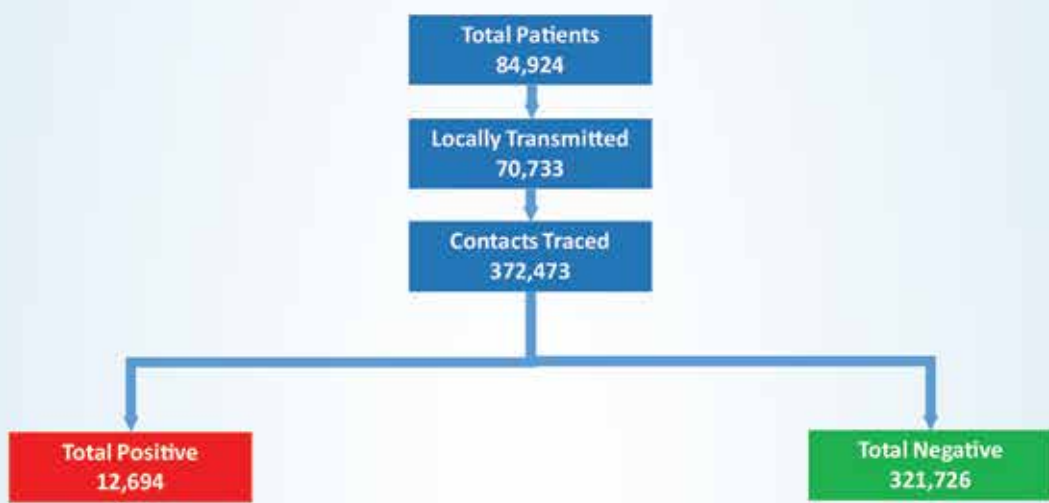 Total Patients
84,924
Locally Transmitted
70,733
Contacts Traced
372,473
Total Positive
12,694
Total Negative
321,726